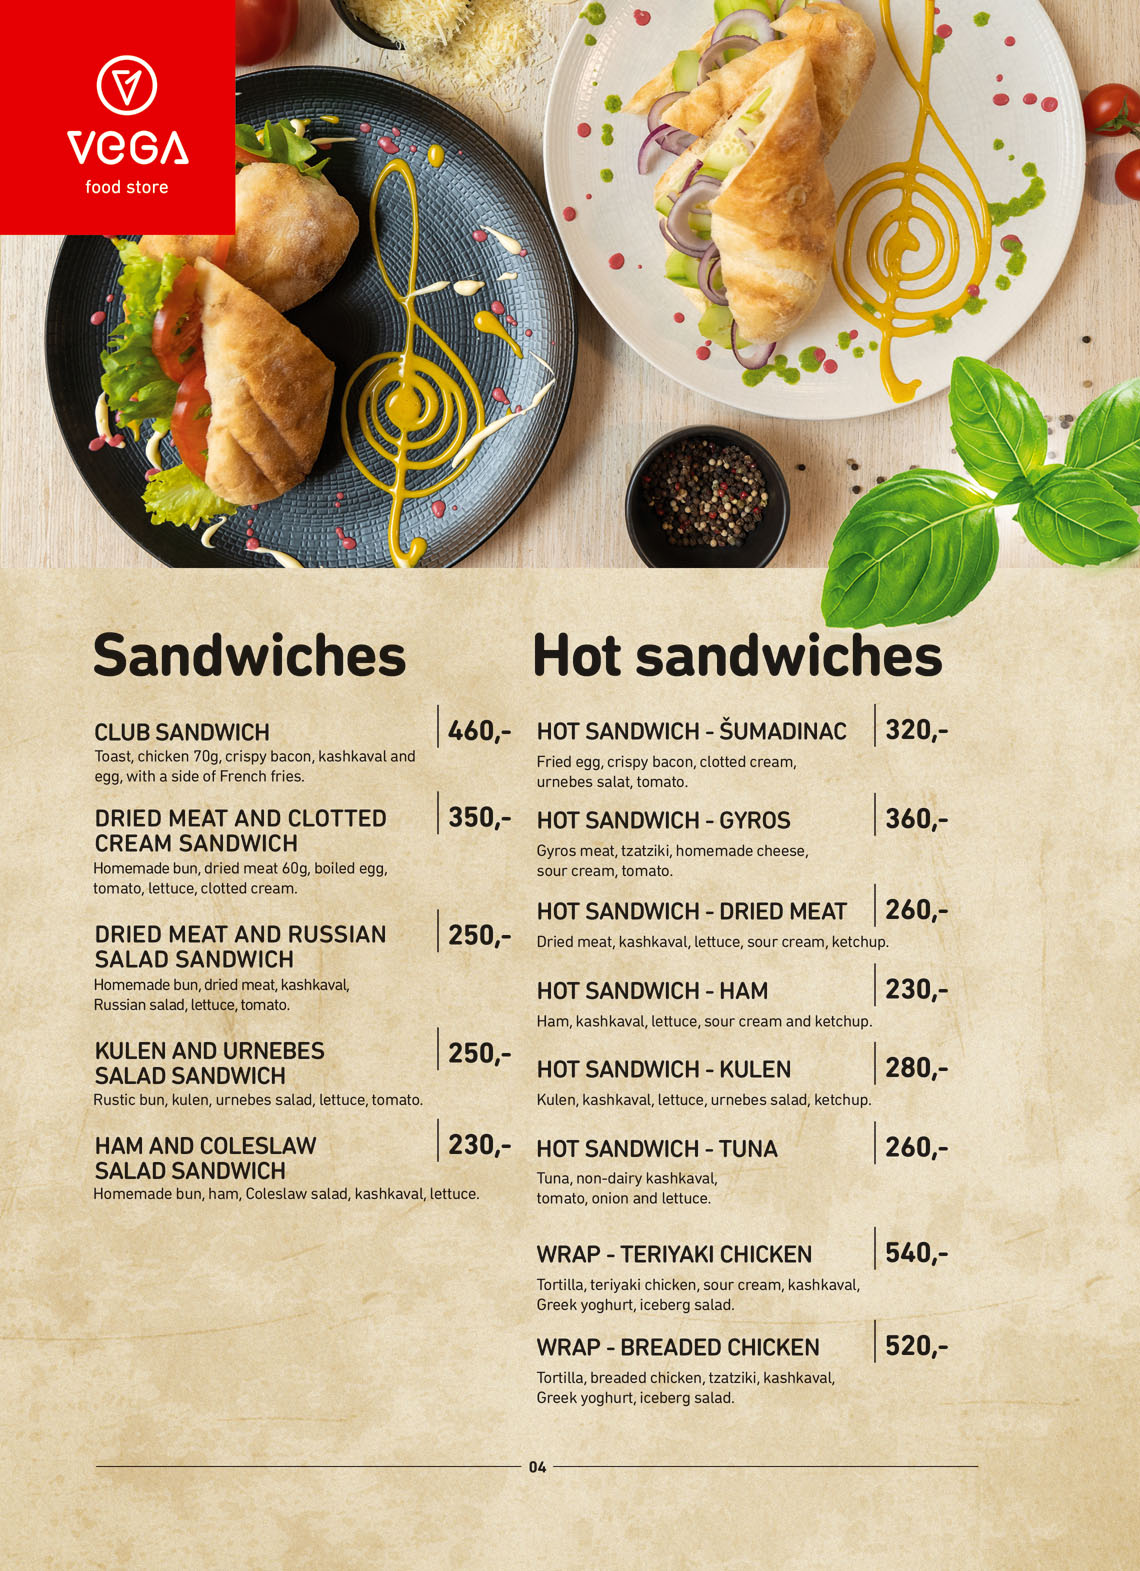 VEGA
food store
Sandwiches
CLUB SANDWICH
460,-
Toast, chicken 70g, crispy bacon, kashkaval and
egg, with a side of French fries.
DRIED MEAT AND CLOTTED
CREAM SANDWICH
350,-
Homemade bun, dried meat 60g, boiled egg,
tomato, lettuce, clotted cream.
DRIED MEAT AND RUSSIAN
SALAD SANDWICH
250,-
Homemade bun, dried meat, kashkaval,
Russian salad, lettuce, tomato.
KULEN AND URNEBES
SALAD SANDWICH
250,-
Rustic bun, kulen, urnebes salad, lettuce, tomato.
HAM AND COLESLAW
SALAD SANDWICH
230,-
Homemade bun, ham, Coleslaw salad, kashkaval, lettuce.
Hot sandwiches
HOT SANDWICH - ŠUMADINAC
320,-
Fried egg, crispy bacon, clotted cream,
urnebes salat, tomato.
HOT SANDWICH - GYROS
360,-
Gyros meat, tzatziki, homemade cheese,
sour cream, tomato.
HOT SANDWICH - DRIED MEAT
260,-
Dried meat, kashkaval, lettuce, sour cream, ketchup.
HOT SANDWICH - HAM
230,-
Ham, kashkaval, lettuce, sour cream and ketchup.
HOT SANDWICH - KULEN
280,-
Kulen, kashkaval, lettuce, urnebes salad, ketchup.
HOT SANDWICH - TUNA
260,-
Tuna, non-dairy kashkaval,
tomato, onion and lettuce.
WRAP - TERIYAKI CHICKEN
540,-
Tortilla, teriyaki chicken, sour cream, kashkaval,
Greek yoghurt, iceberg salad.
WRAP - BREADED CHICKEN
520,-
Tortilla, breaded chicken, tzatziki, kashkaval,
Greek yoghurt, iceberg salad.
04